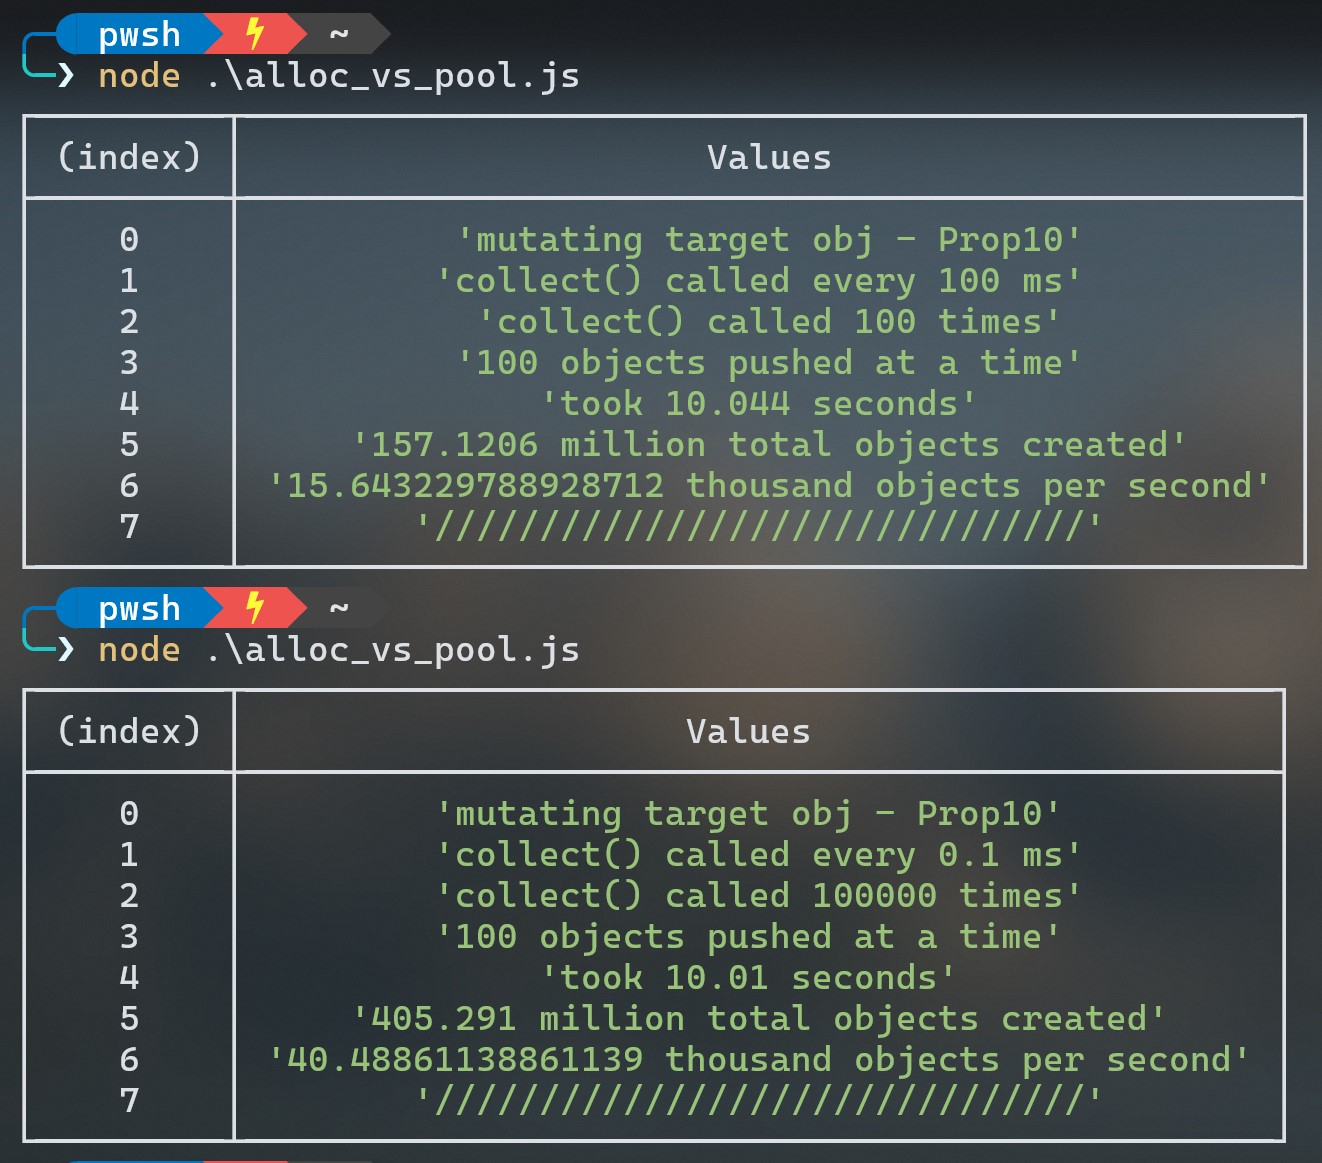 pwsh ⚡ ~
❯ node .\alloc_vs_pool.js
(index) Values
0 'mutating target obj - Prop10'
1 'collect() called every 100 ms'
2 'collect() called 100 times'
3 '100 objects pushed at a time'
4 'took 10.044 seconds'
5 '157.1206 million total objects created'
6 '15.643229788928712 thousand objects per second'
7 '///////////////////////////////'
pwsh ⚡ ~
❯ node .\alloc_vs_pool.js
(index) Values
0 'mutating target obj - Prop10'
1 'collect() called every 0.1 ms'
2 'collect() called 100000 times'
3 '100 objects pushed at a time'
4 'took 10.01 seconds'
5 '405.291 million total objects created'
6 '40.48861138861139 thousand objects per second'
7 '///////////////////////////////'